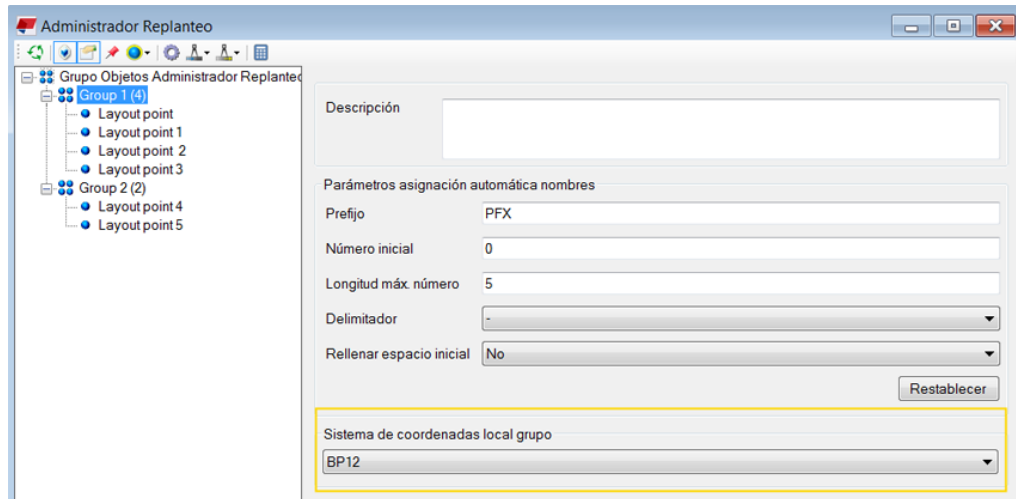 Administrador Replanteo
Grupo Objetos Administrador Replanteo
Group 1 (4)
Layout point
Layout point 1
Layout point 2
Layout point 3
Group 2 (2)
Layout point 4
Layout point 5
Descripción
Parámetros asignación automática nombres
Prefijo PFX
Número inicial 0
Longitud máx. número 5
Delimitador -
Rellenar espacio inicial No
Restablecer
Sistema de coordenadas local grupo
BP12